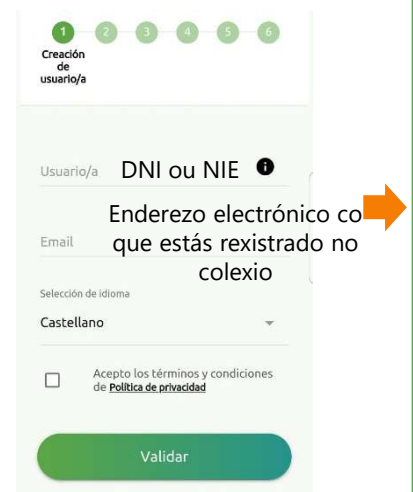 1 2 3 4 5 6
Creación
de
usuario/a
Usuario/a DNI ou NIE i
Enderezo electrónico co
Email que estás rexistrado no
colexio
Selección de idioma
Castellano
Acepto los términos y condiciones
de Política de privacidad
Validar